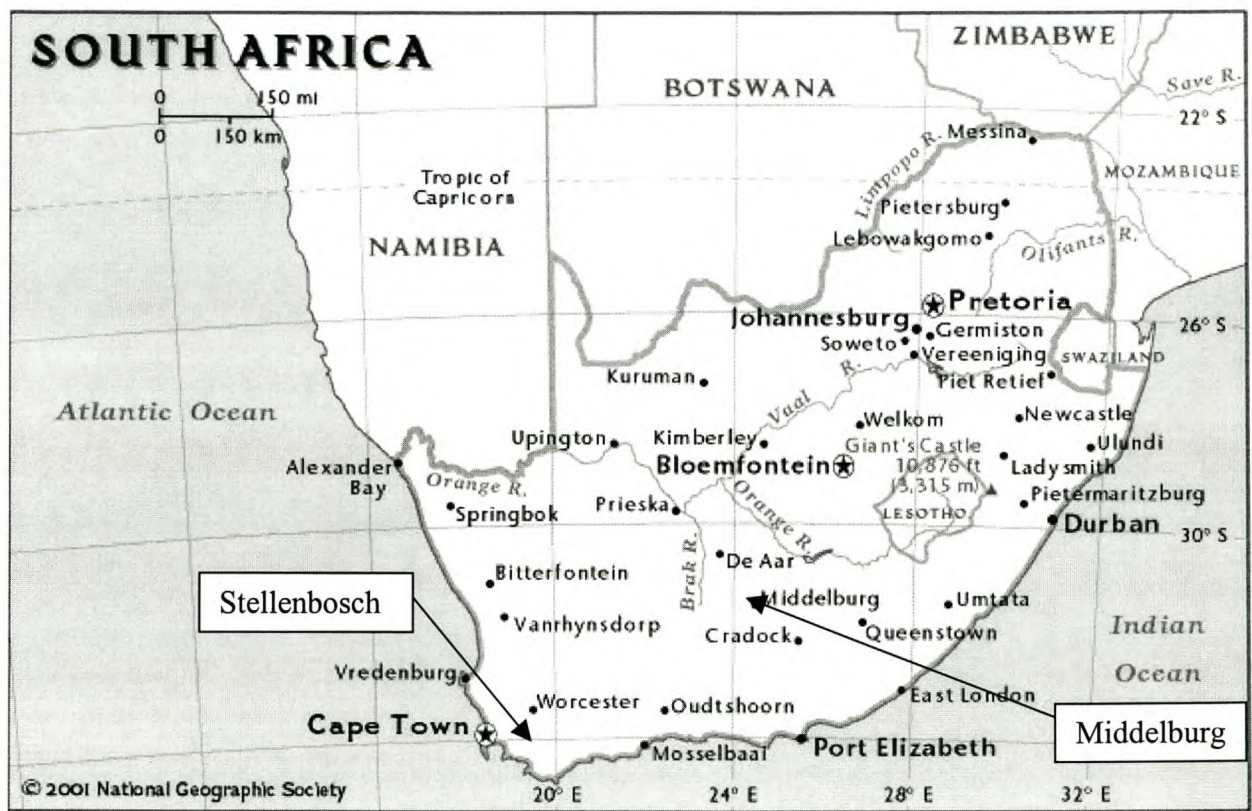 SOUTH AFRICA
0 150 mi
0 150 km
ZIMBABWE
BOTSWANA
Save R.
22° S
Messina
Limpopo R.
MOZAMBIQUE
Tropic of
Capricorn
Pietersburg
Lebowakgomo
Olifants R.
NAMIBIA
Pretoria
Johannesburg
Germiston
26° S
Soweto
Vereeniging
SWAZILAND
Piet Retief
Kuruman
Vaal R.
Atlantic Ocean
Welkom
Newcastle
Upington
Kimberley
Giant's Castle
10,876 ft
(3,315 m)
Ulundi
Bloemfontein
Ladysmith
Alexander
Bay
Orange R.
Springbok
Prieska
Orange R.
LESOTHO
Pietermaritzburg
Durban
30° S
Brak R.
De Aar
Bitterfontein
Stellenbosch
Middelburg
Umtata
Vanrhynsdorp
Cradock
Queenstown
Indian
Ocean
Vredenburg
East London
Worcester
Oudtshoorn
Cape Town
Middelburg
Mosselbaai
Port Elizabeth
© 2001 National Geographic Society
20° E
24° E
28° E
32° E